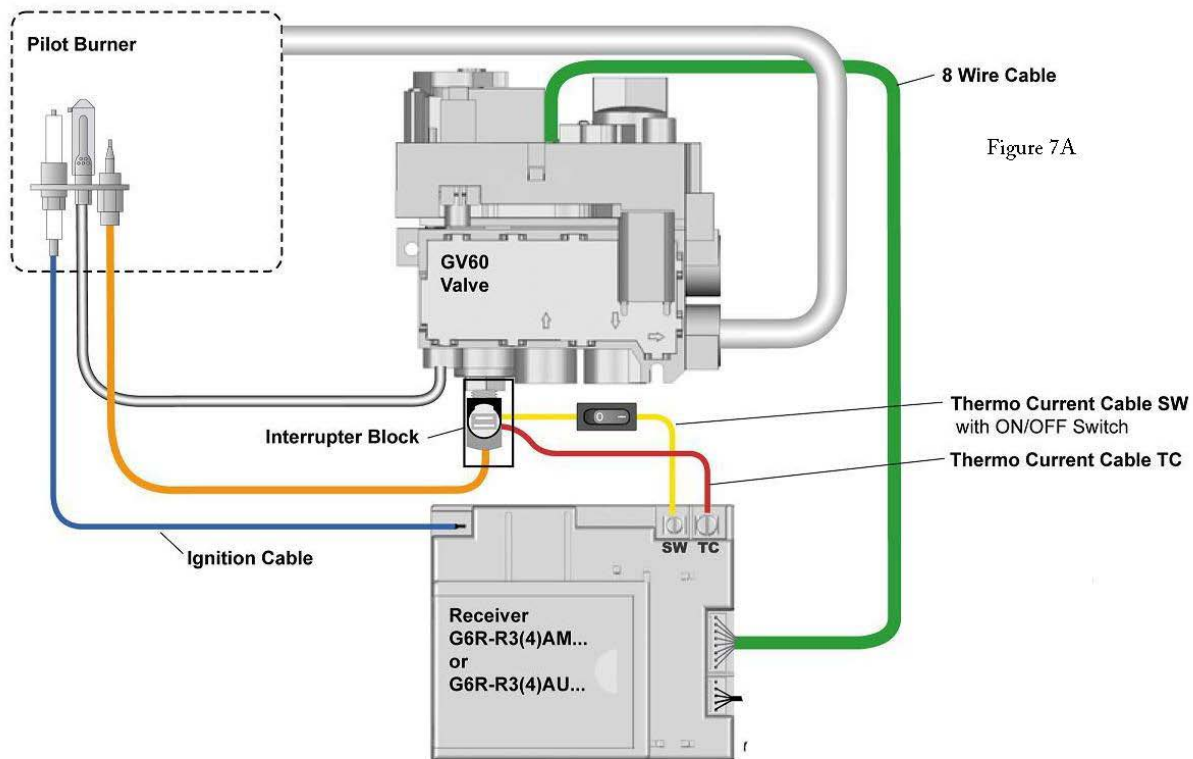 Pilot Burner
8 Wire Cable
Figure 7A
GV60
Valve
Thermo Current Cable SW
with ON/OFF Switch
Interrupter Block
Thermo Current Cable TC
SW TC
Ignition Cable
Receiver
G6R-R3(4)AM...
or
G6R-R3(4)AU...